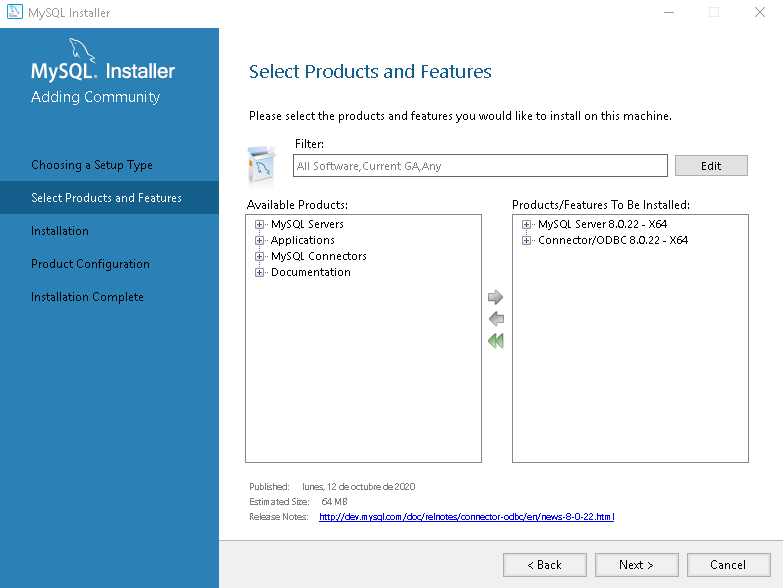 MySQL Installer
MySQL. Installer
Adding Community
Choosing a Setup Type
Select Products and Features
Installation
Product Configuration
Installation Complete
Select Products and Features
Please select the products and features you would like to install on this machine.
Filter:
All Software,Current GA,Any
Edit
Available Products:
MySQL Servers
Applications
MySQL Connectors
Documentation
Products/Features To Be Installed:
MySQL Server 8.0.22 - X64
Connector/ODBC 8.0.22 - X64
Published: lunes, 12 de octubre de 2020
Estimated Size: 64 MB
Release Notes: http://dev.mysql.com/doc/relnotes/connector-odbc/en/news-8-0-22.html
< Back
Next >
Cancel